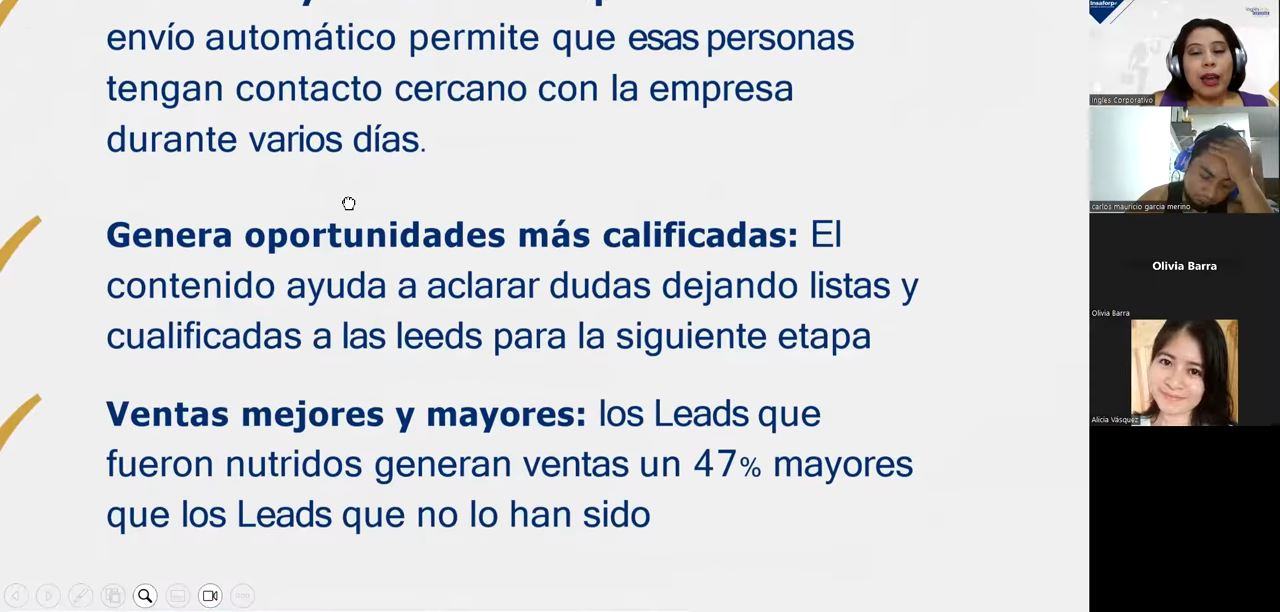 envío automático permite que esas personas
tengan contacto cercano con la empresa
durante varios días.
Genera oportunidades más calificadas: El
contenido ayuda a aclarar dudas dejando listas y
cualificadas a las leeds para la siguiente etapa
Ventas mejores y mayores: los Leads que
fueron nutridos generan ventas un 47% mayores
que los Leads que no lo han sido
Insaforp
Ingles Corporativo
carlos mauricio garcia merino
Olivia Barra
Olivia Barra
Alicia Vásquez